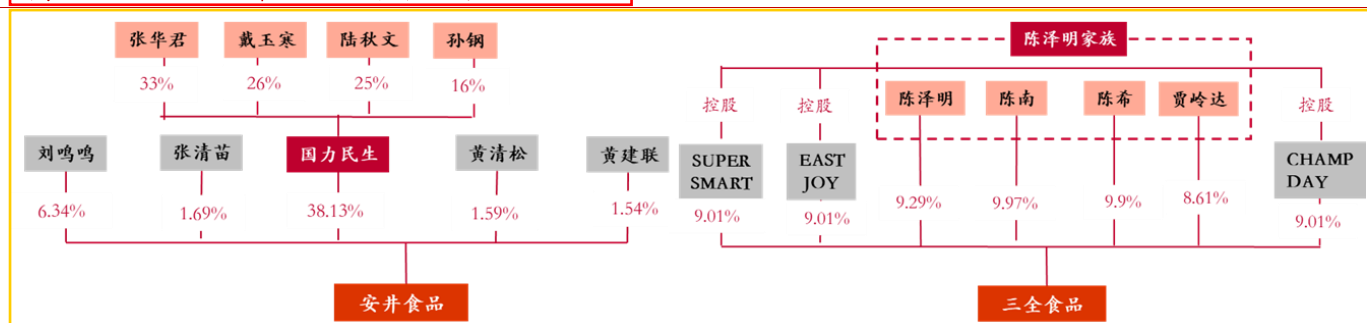 张华君 戴玉寒 陆秋文 孙钢
33% 26% 25% 16%
刘鸣鸣 张清苗 国力民生 黄清松 黄建联
6.34% 1.69% 38.13% 1.59% 1.54%
安井食品
陈泽明家族
控股 控股 陈泽明 陈南 陈希 贾岭达 控股
SUPER SMART EAST JOY CHAMP DAY
9.01% 9.01% 9.29% 9.97% 9.9% 8.61% 9.01%
三全食品